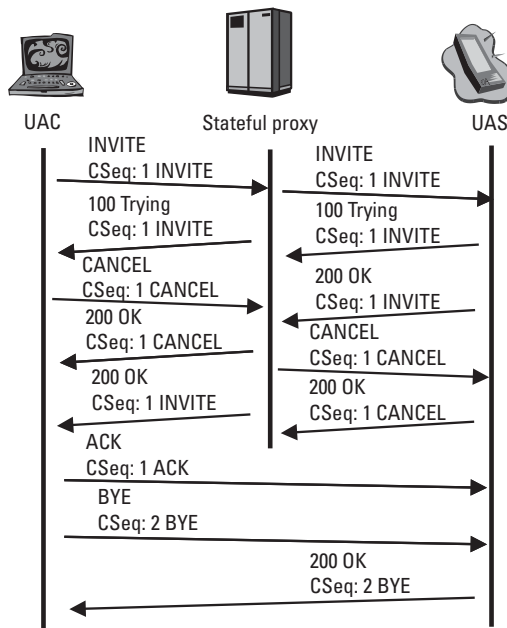 UAC
Stateful proxy
UAS
INVITE
CSeq: 1 INVITE
INVITE
CSeq: 1 INVITE
100 Trying
CSeq: 1 INVITE
100 Trying
CSeq: 1 INVITE
CANCEL
CSeq: 1 CANCEL
200 OK
CSeq: 1 INVITE
200 OK
CSeq: 1 CANCEL
CANCEL
CSeq: 1 CANCEL
200 OK
CSeq: 1 INVITE
200 OK
CSeq: 1 CANCEL
ACK
CSeq: 1 ACK
BYE
CSeq: 2 BYE
200 OK
CSeq: 2 BYE